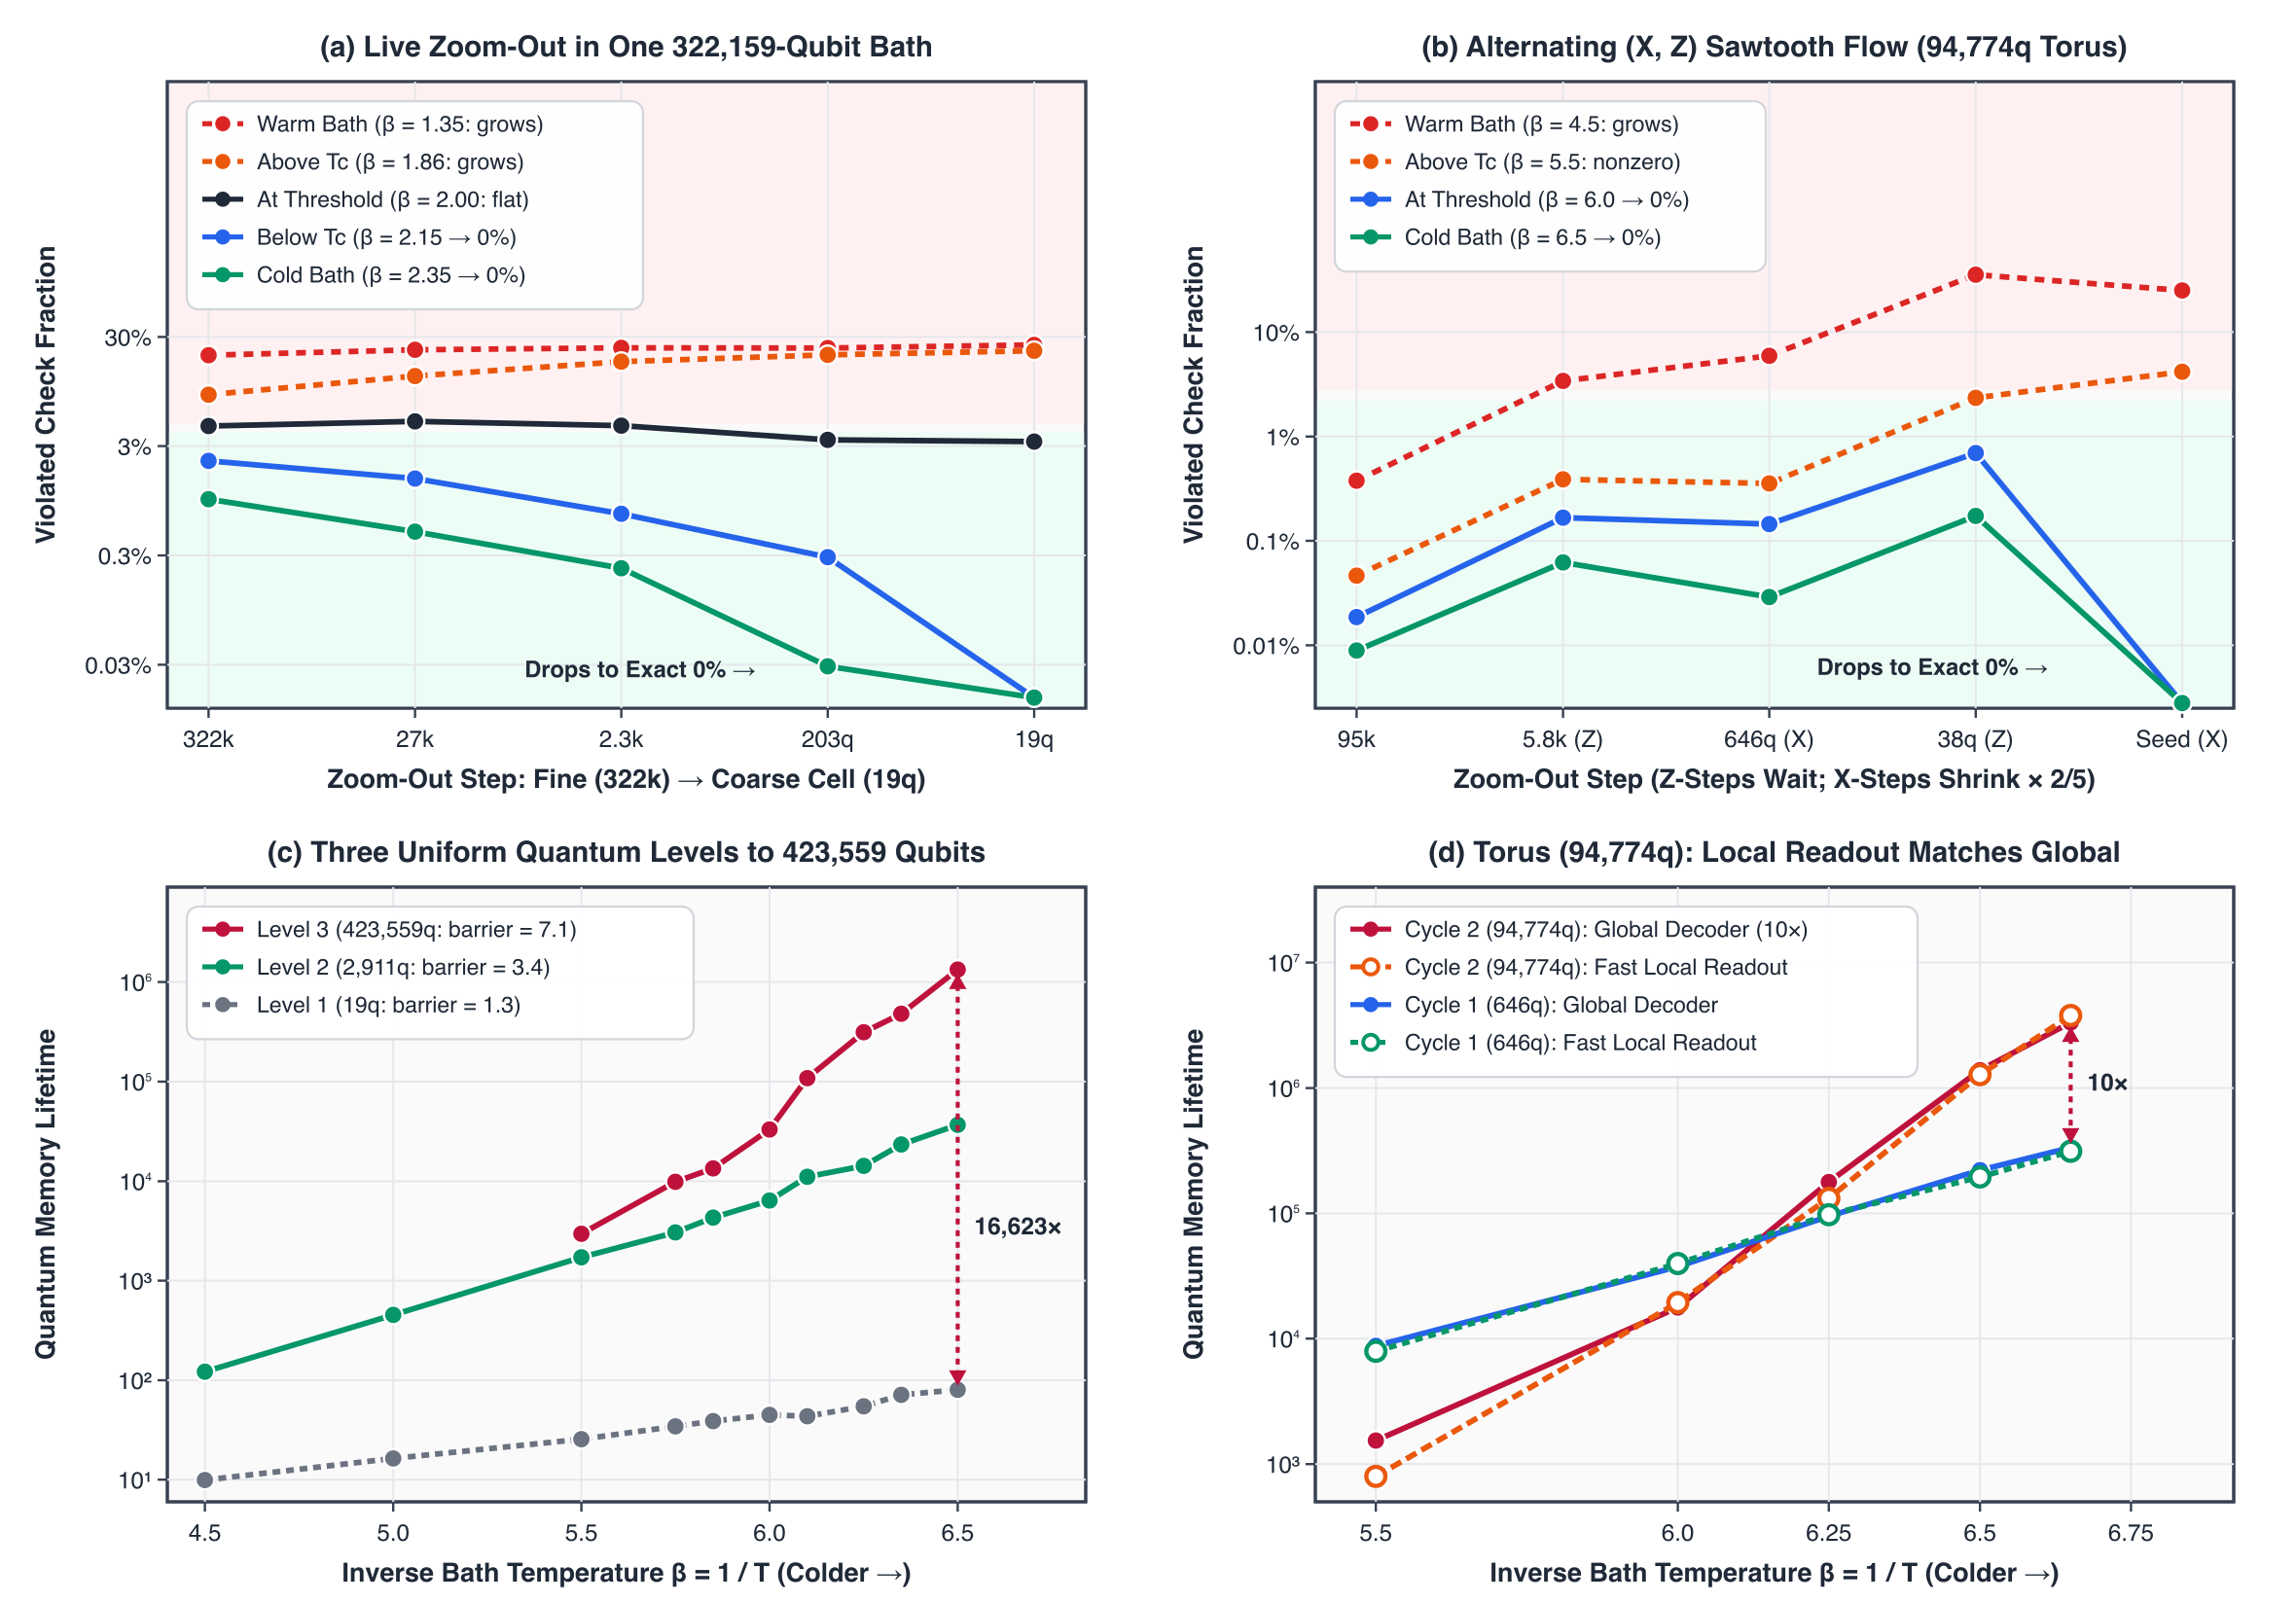 (a) Live Zoom-Out in One 322,159-Qubit Bath
Violated Check Fraction
Warm Bath (β = 1.35: grows)
Above Tc (β = 1.86: grows)
At Threshold (β = 2.00: flat)
Below Tc (β = 2.15 → 0%)
Cold Bath (β = 2.35 → 0%)
30%
3%
0.3%
0.03%
Drops to Exact 0% →
322k 27k 2.3k 203q 19q
Zoom-Out Step: Fine (322k) → Coarse Cell (19q)
(b) Alternating (X, Z) Sawtooth Flow (94,774q Torus)
Violated Check Fraction
Warm Bath (β = 4.5: grows)
Above Tc (β = 5.5: nonzero)
At Threshold (β = 6.0 → 0%)
Cold Bath (β = 6.5 → 0%)
10%
1%
0.1%
0.01%
Drops to Exact 0% →
95k 5.8k (Z) 646q (X) 38q (Z) Seed (X)
Zoom-Out Step (Z-Steps Wait; X-Steps Shrink × 2/5)
(c) Three Uniform Quantum Levels to 423,559 Qubits
Quantum Memory Lifetime
Level 3 (423,559q: barrier = 7.1)
Level 2 (2,911q: barrier = 3.4)
Level 1 (19q: barrier = 1.3)
10⁶
10⁵
10⁴
10³
10²
10¹
16,623×
4.5 5.0 5.5 6.0 6.5
Inverse Bath Temperature β = 1 / T (Colder →)
(d) Torus (94,774q): Local Readout Matches Global
Quantum Memory Lifetime
Cycle 2 (94,774q): Global Decoder (10×)
Cycle 2 (94,774q): Fast Local Readout
Cycle 1 (646q): Global Decoder
Cycle 1 (646q): Fast Local Readout
10⁷
10⁶
10⁵
10⁴
10³
10×
5.5 6.0 6.25 6.5 6.75
Inverse Bath Temperature β = 1 / T (Colder →)